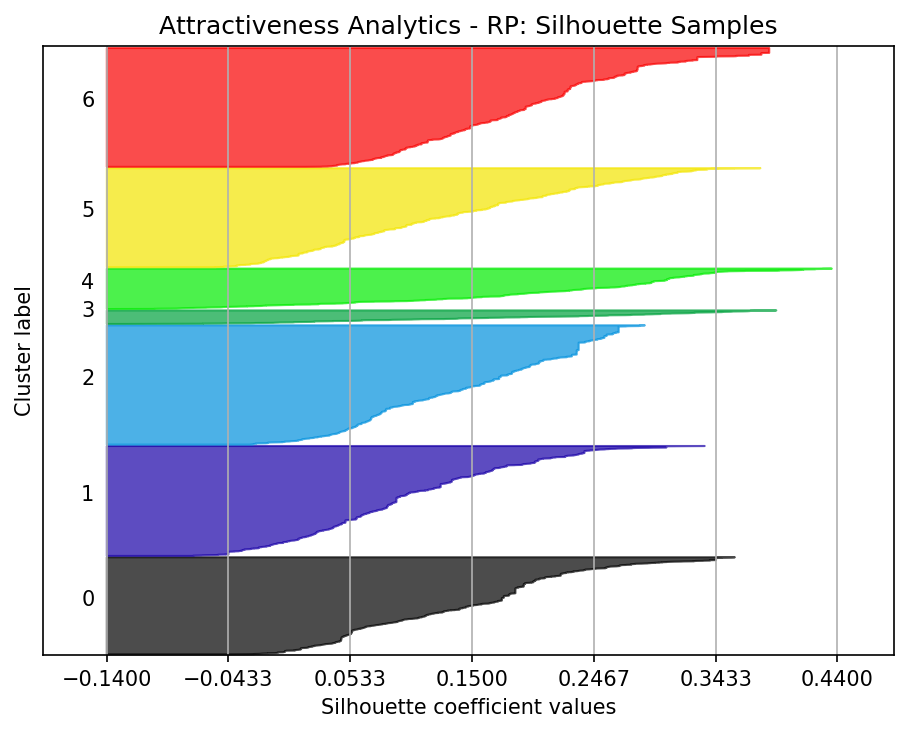 Attractiveness Analytics - RP: Silhouette Samples
Cluster label
6
5
4
3
2
1
0
−0.1400 −0.0433 0.0533 0.1500 0.2467 0.3433 0.4400
Silhouette coefficient values